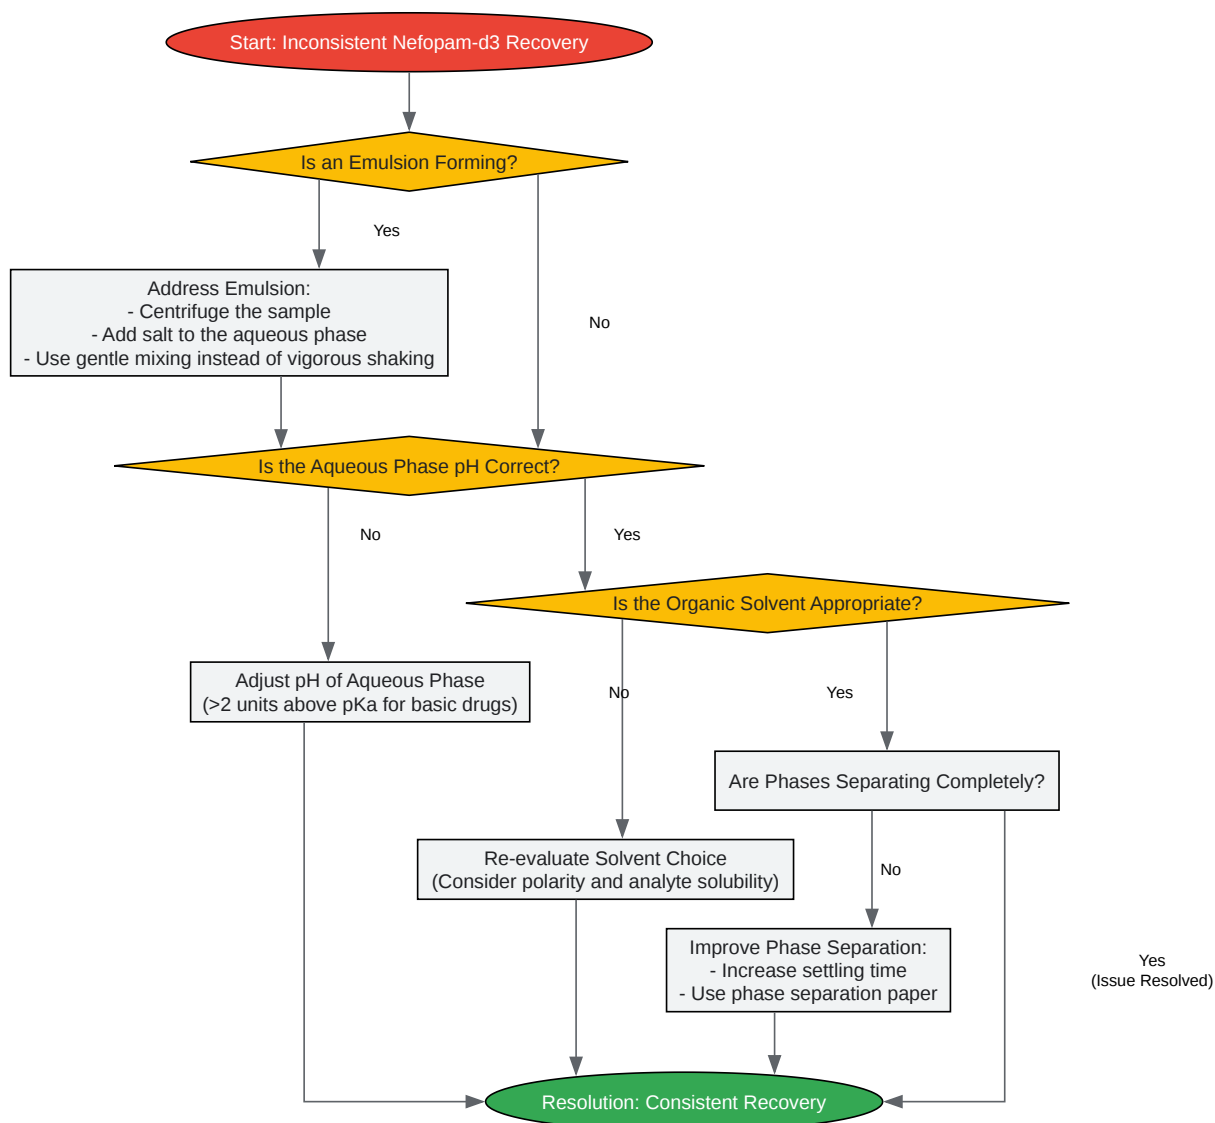 Start: Inconsistent Nefopam-d3 Recovery
Is an Emulsion Forming?
Yes
Address Emulsion:
- Centrifuge the sample
- Add salt to the aqueous phase
- Use gentle mixing instead of vigorous shaking
No
Is the Aqueous Phase pH Correct?
No
Yes
Is the Organic Solvent Appropriate?
Adjust pH of Aqueous Phase
(>2 units above pKa for basic drugs)
No
Yes
Are Phases Separating Completely?
Re-evaluate Solvent Choice
(Consider polarity and analyte solubility)
No
Improve Phase Separation:
- Increase settling time
- Use phase separation paper
Yes
(Issue Resolved)
Resolution: Consistent Recovery